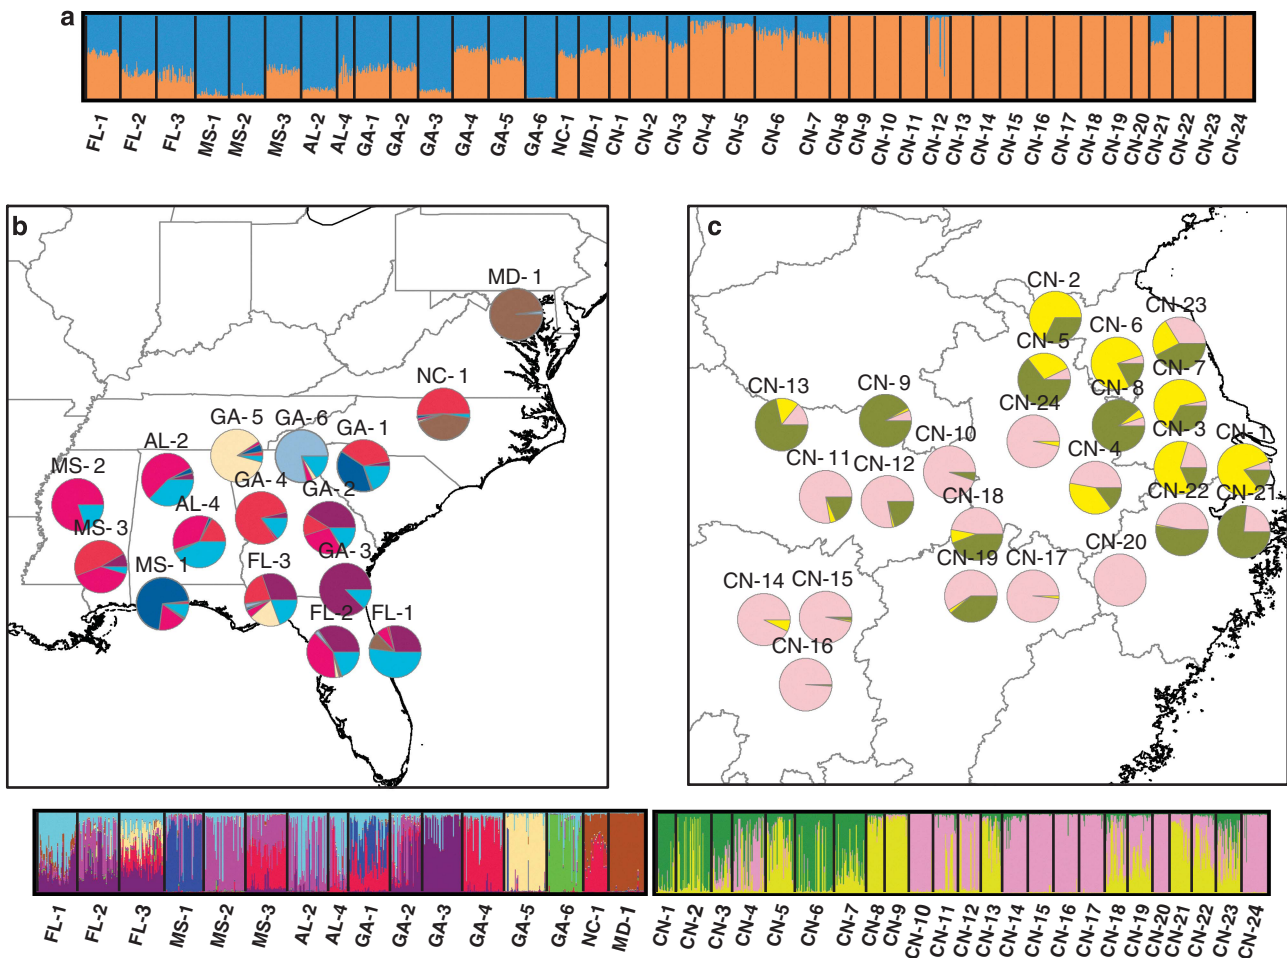 a
FL-1 FL-2 FL-3 MS-1 MS-2 MS-3 AL-2 AL-4 GA-1 GA-2 GA-3 GA-4 GA-5 GA-6 NC-1 MD-1 CN-1 CN-2 CN-3 CN-4 CN-5 CN-6 CN-7 CN-8 CN-9 CN-10 CN-11 CN-12 CN-13 CN-14 CN-15 CN-16 CN-17 CN-18 CN-19 CN-20 CN-21 CN-22 CN-23 CN-24
b
MD-1
NC-1
GA-5 GA-6 GA-1
AL-2
MS-2
GA-4 GA-2
AL-4
MS-3
GA-3
MS-1 FL-3
FL-2 FL-1
c
CN-2
CN-23
CN-6
CN-5
CN-7
CN-13 CN-9 CN-8
CN-24
CN-10 CN-3 CN-1
CN-11 CN-12 CN-4
CN-18 CN-22 CN-21
CN-19 CN-17 CN-20
CN-14 CN-15
CN-16
FL-1 FL-2 FL-3 MS-1 MS-2 MS-3 AL-2 AL-4 GA-1 GA-2 GA-3 GA-4 GA-5 GA-6 NC-1 MD-1
CN-1 CN-2 CN-3 CN-4 CN-5 CN-6 CN-7 CN-8 CN-9 CN-10 CN-11 CN-12 CN-13 CN-14 CN-15 CN-16 CN-17 CN-18 CN-19 CN-20 CN-21 CN-22 CN-23 CN-24